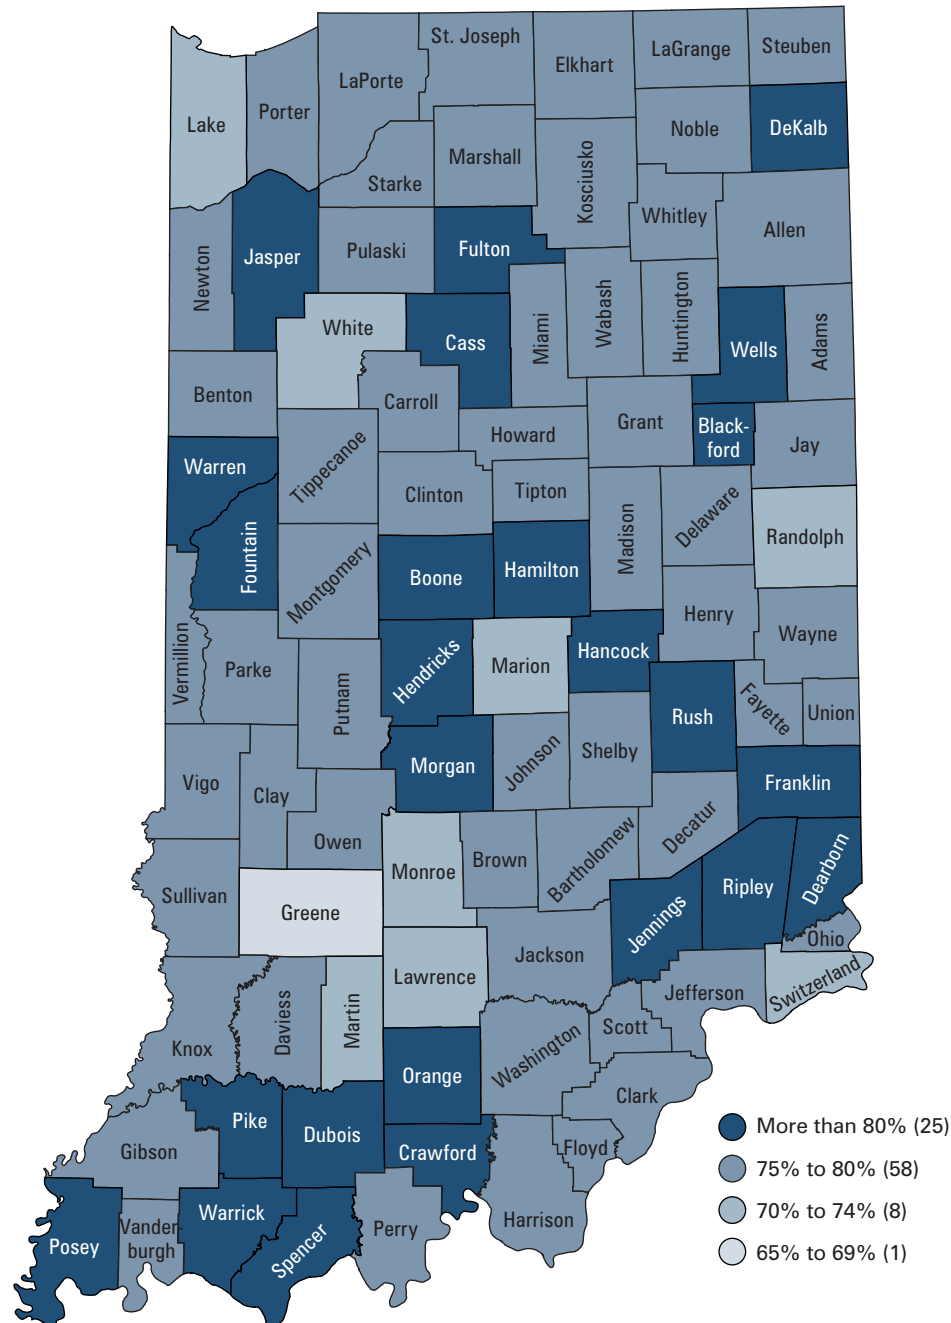 St. Joseph
LaGrange
Steuben
Elkhart
LaPorte
Porter
Lake
Noble
DeKalb
Marshall
Starke
Kosciusko
Whitley
Allen
Newton
Jasper
Pulaski
Fulton
White
Cass
Miami
Wabash
Huntington
Wells
Adams
Benton
Carroll
Howard
Grant
Black-
ford
Jay
Warren
Tippecanoe
Clinton
Tipton
Madison
Delaware
Randolph
Fountain
Montgomery
Boone
Hamilton
Henry
Wayne
Vermillion
Parke
Putnam
Hendricks
Marion
Hancock
Rush
Fayette
Union
Vigo
Clay
Owen
Morgan
Johnson
Shelby
Decatur
Franklin
Sullivan
Greene
Monroe
Brown
Bartholomew
Jennings
Ripley
Dearborn
Ohio
Switzerland
Jackson
Lawrence
Martin
Daviess
Knox
Jefferson
Scott
Washington
Orange
Clark
Pike
Dubois
Crawford
Floyd
Harrison
Gibson
Posey
Vander-
burgh
Warrick
Spencer
Perry
More than 80% (25)
75% to 80% (58)
70% to 74% (8)
65% to 69% (1)